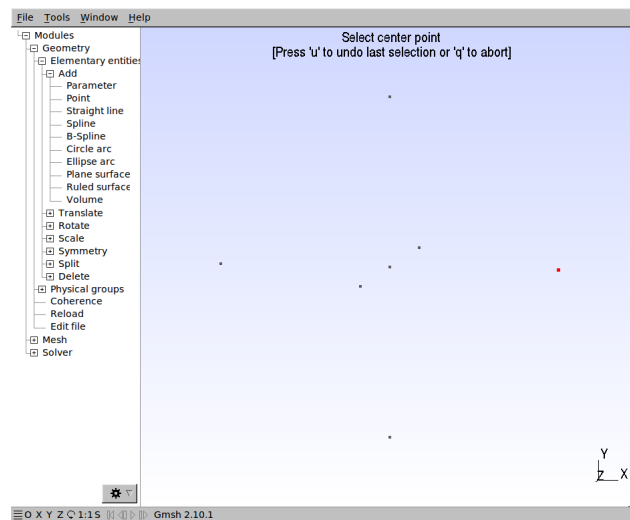 File Tools Window Help
Select center point
[Press 'u' to undo last selection or 'q' to abort]
Modules
Geometry
Elementary entities
Add
Parameter
Point
Straight line
Spline
B-Spline
Circle arc
Ellipse arc
Plane surface
Ruled surface
Volume
Translate
Rotate
Scale
Symmetry
Split
Delete
Physical groups
Coherence
Reload
Edit file
Mesh
Solver
Y
Z X
O X Y Z 1:1 S Gmsh 2.10.1